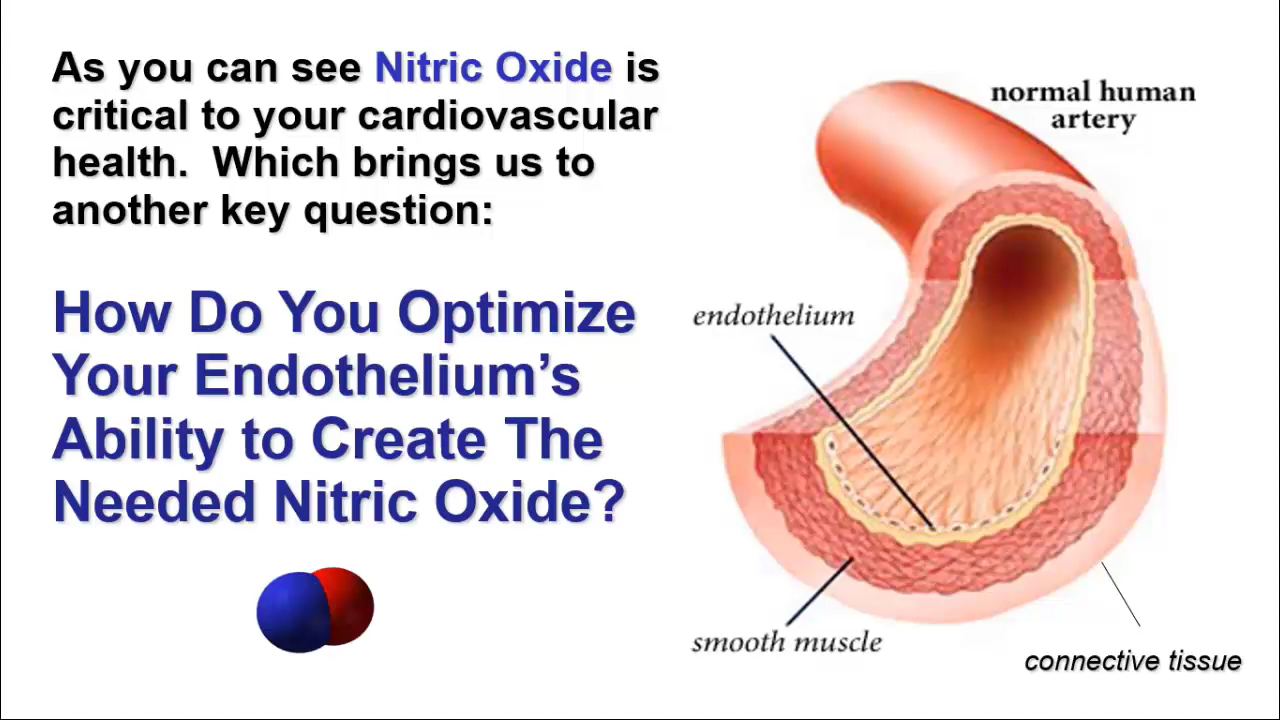 As you can see Nitric Oxide is
critical to your cardiovascular
health.  Which brings us to
another key question:
How Do You Optimize
Your Endothelium’s
Ability to Create The
Needed Nitric Oxide?
normal human
artery
endothelium
smooth muscle
connective tissue